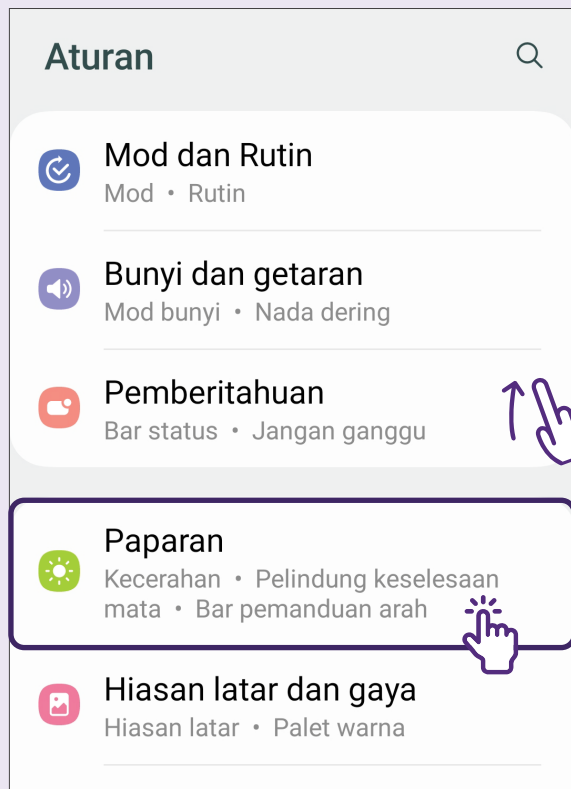 Aturan
Mod dan Rutin
Mod • Rutin
Bunyi dan getaran
Mod bunyi • Nada dering
Pemberitahuan
Bar status • Jangan ganggu
Paparan
Kecerahan • Pelindung keselesaan
mata • Bar pemanduan arah
Hiasan latar dan gaya
Hiasan latar • Palet warna